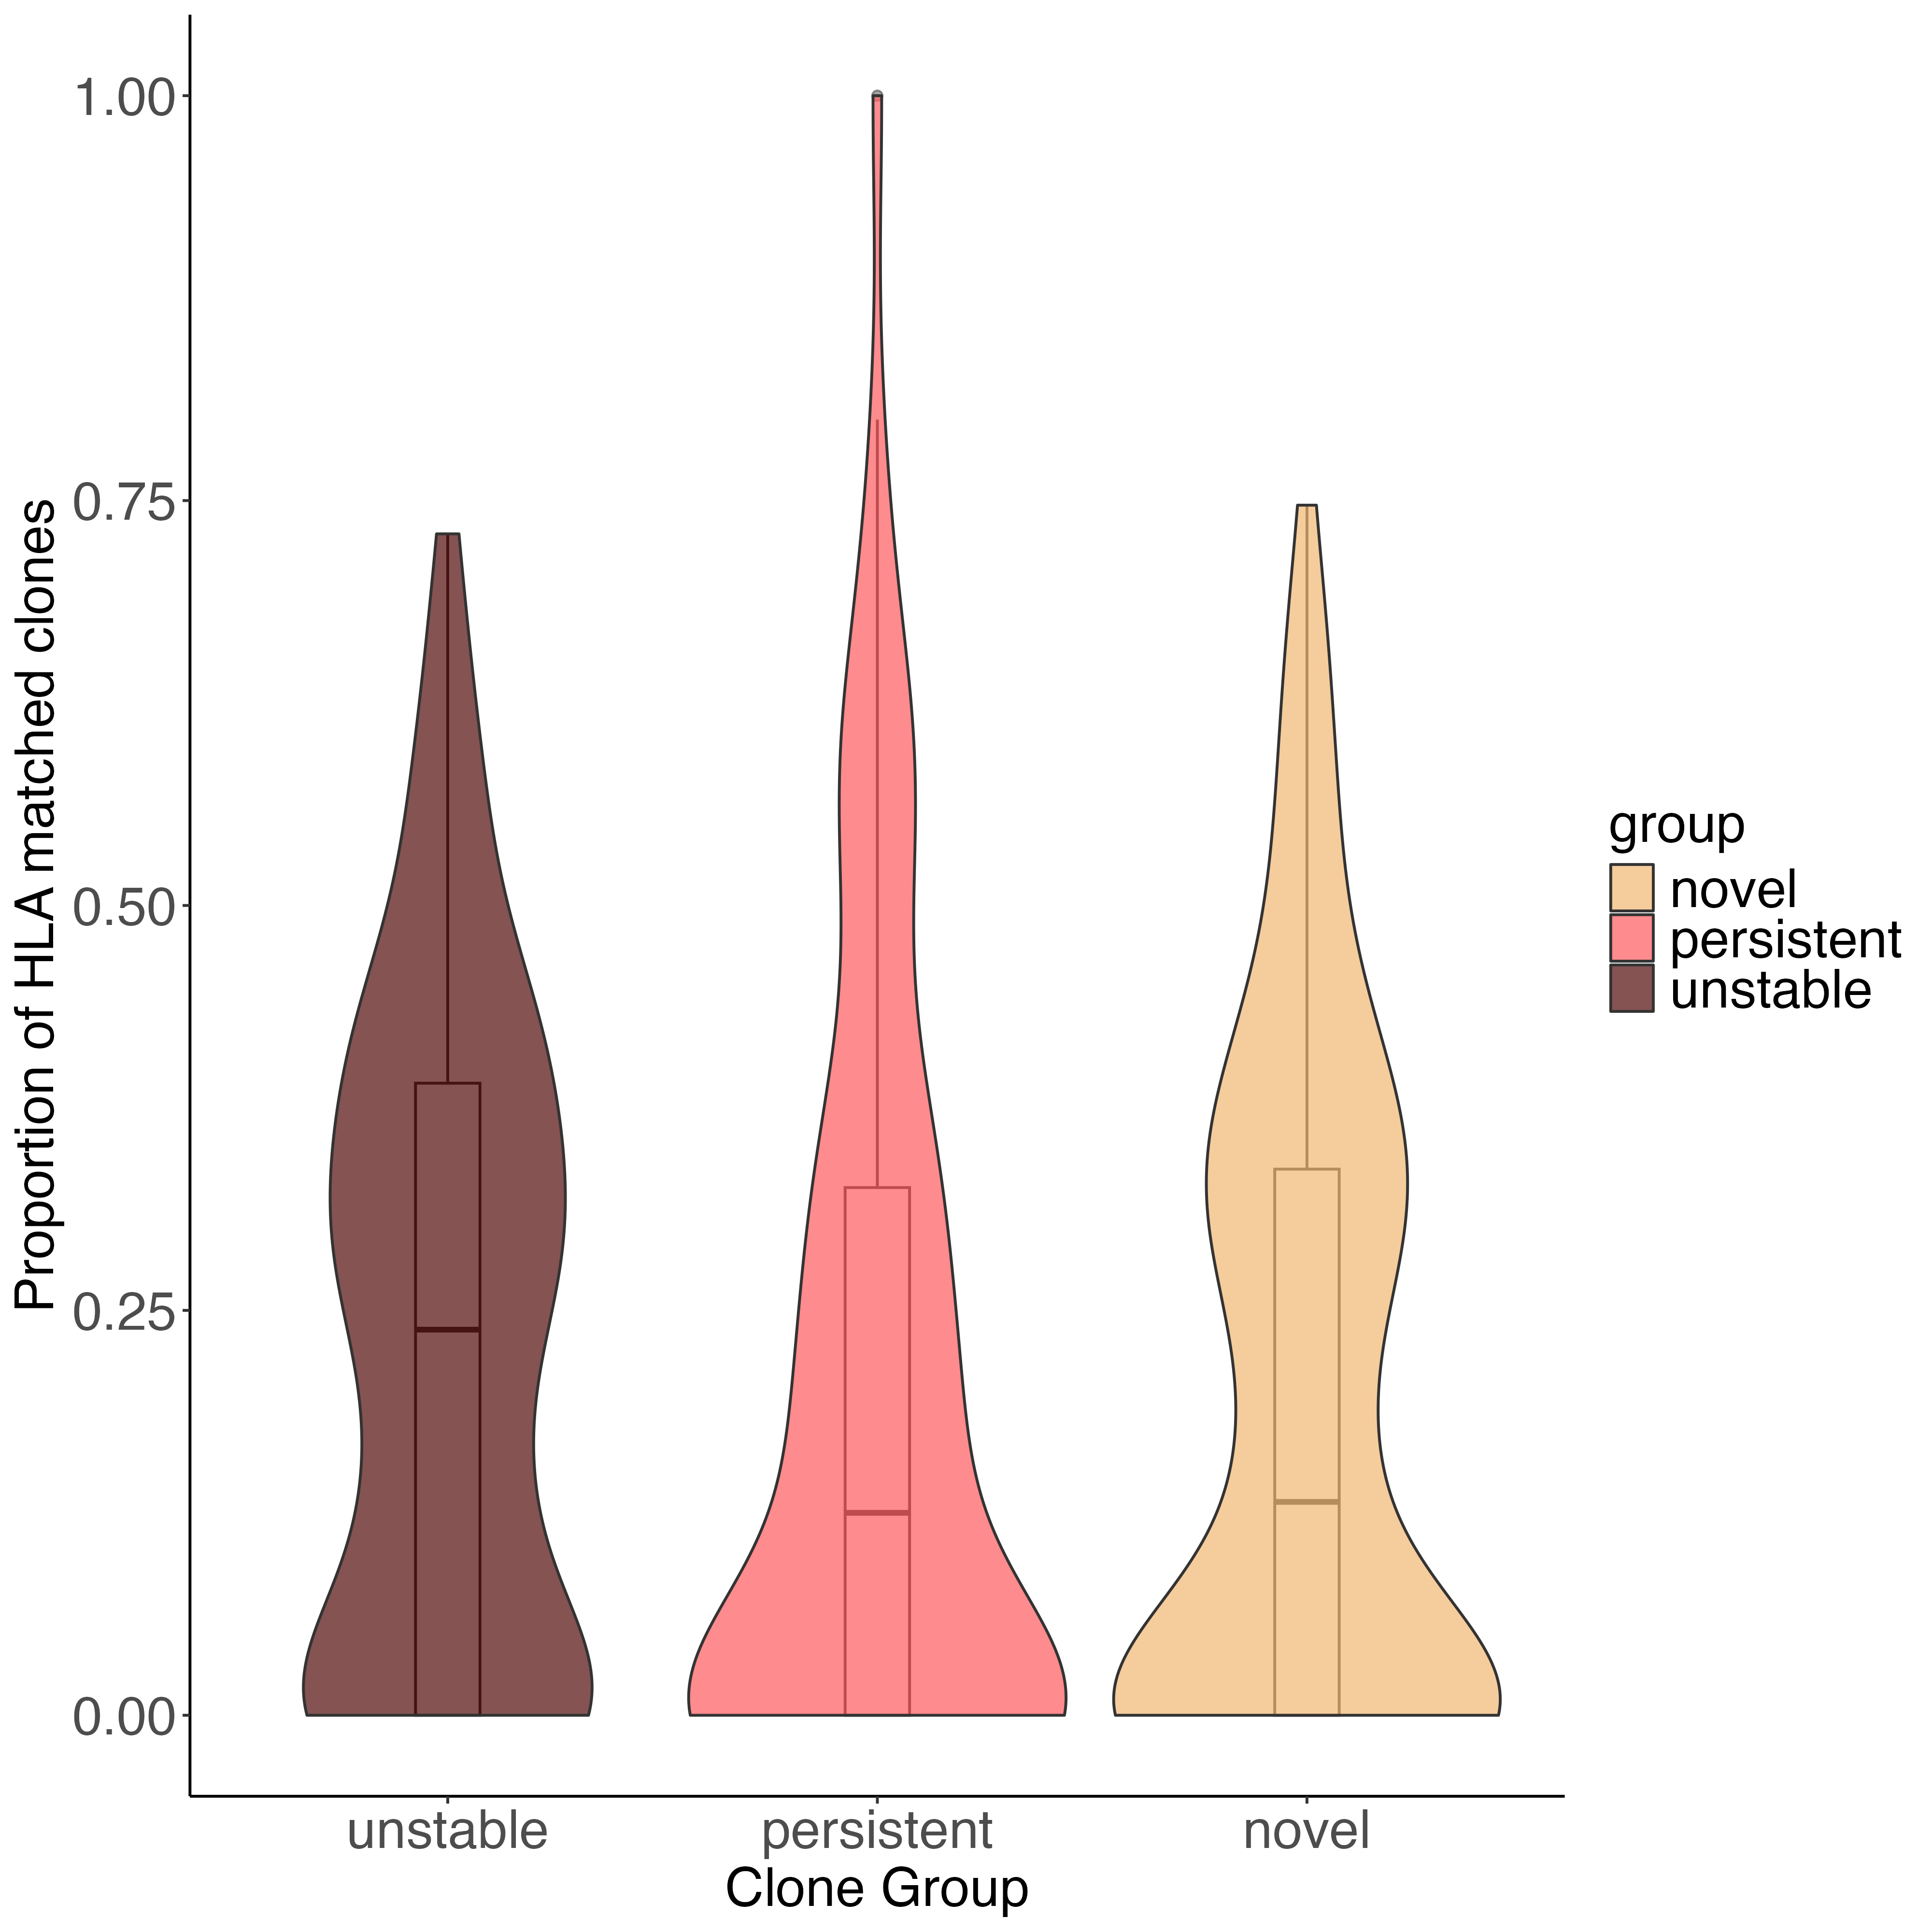 Proportion of HLA matched clones
1.00
0.75
0.50
0.25
0.00
unstable persistent novel
Clone Group
group
novel
persistent
unstable